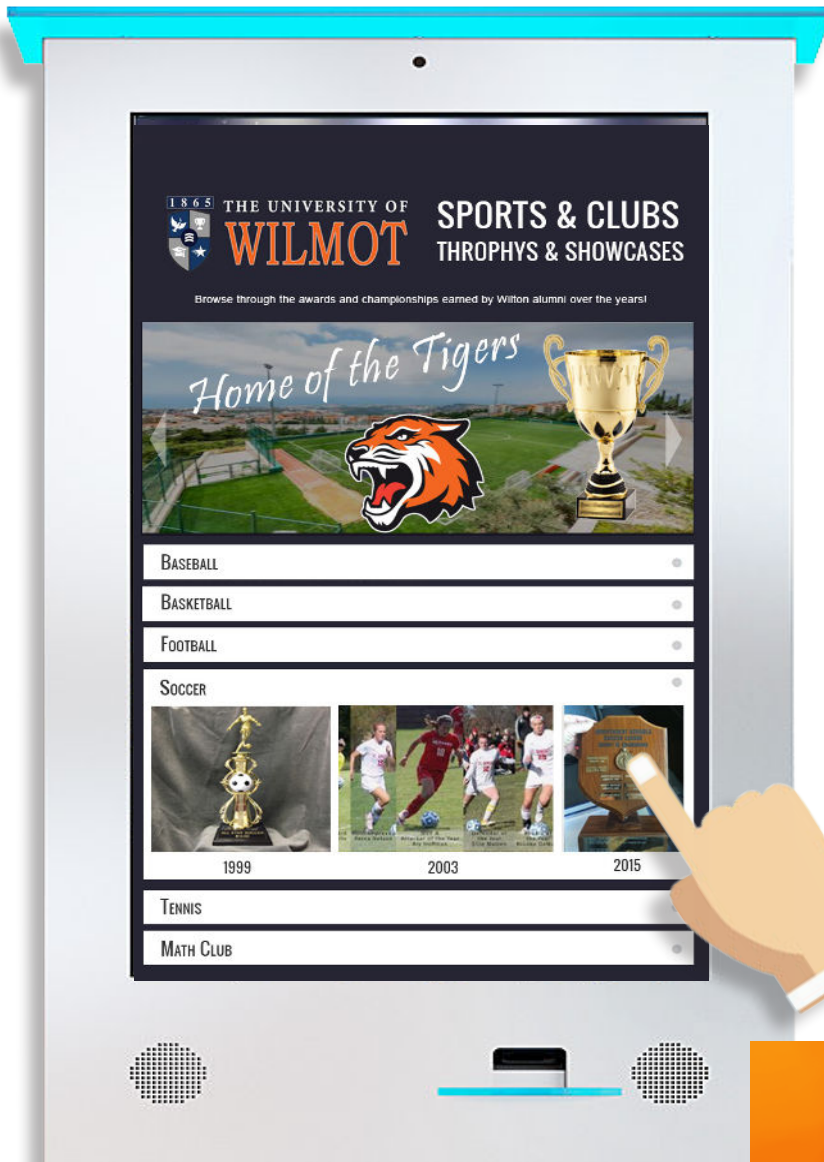 1865
THE UNIVERSITY OF
WILMOT
SPORTS & CLUBS
THROPHYS & SHOWCASES
Browse through the awards and championships earned by Wilton alumni over the years!
Home of the Tigers
BASEBALL
BASKETBALL
FOOTBALL
SOCCER
1999
2003
2015
TENNIS
MATH CLUB